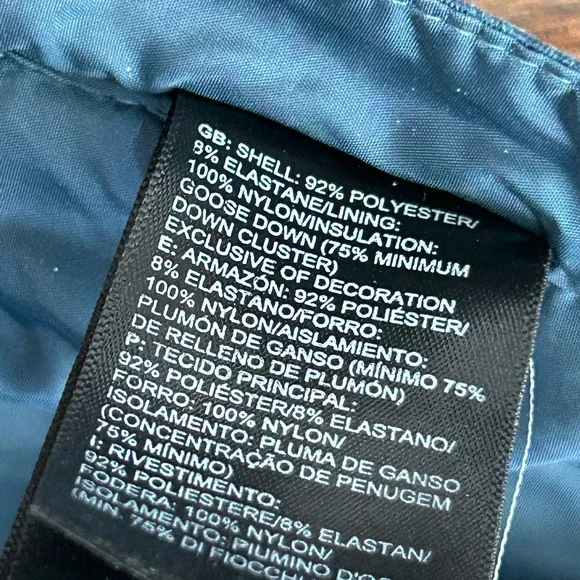 GB: SHELL: 92% POLYESTER/
8% ELASTANE/LINING:
100% NYLON/INSULATION:
GOOSE DOWN (75% MINIMUM
DOWN CLUSTER)
EXCLUSIVE OF DECORATION
E: ARMAZÓN: 92% POLIÉSTER/
8% ELASTANO/FORRO:
100% NYLON/AISLAMIENTO:
PLUMÓN DE GANSO (MÍNIMO 75%
DE RELLENO DE PLUMÓN)
P: TECIDO PRINCIPAL:
92% POLIÉSTER/8% ELASTANO/
FORRO: 100% NYLON/
ISOLAMENTO: PLUMA DE GANSO
(CONCENTRAÇÃO DE PENUGEM
75% MÍNIMO)
I: RIVESTIMENTO:
92% POLIESTERE/8% ELASTAN/
FODERA: 100% NYLON/
ISOLAMENTO: PIUMINO D'OC
(MIN. 75% DI FIOCCHI